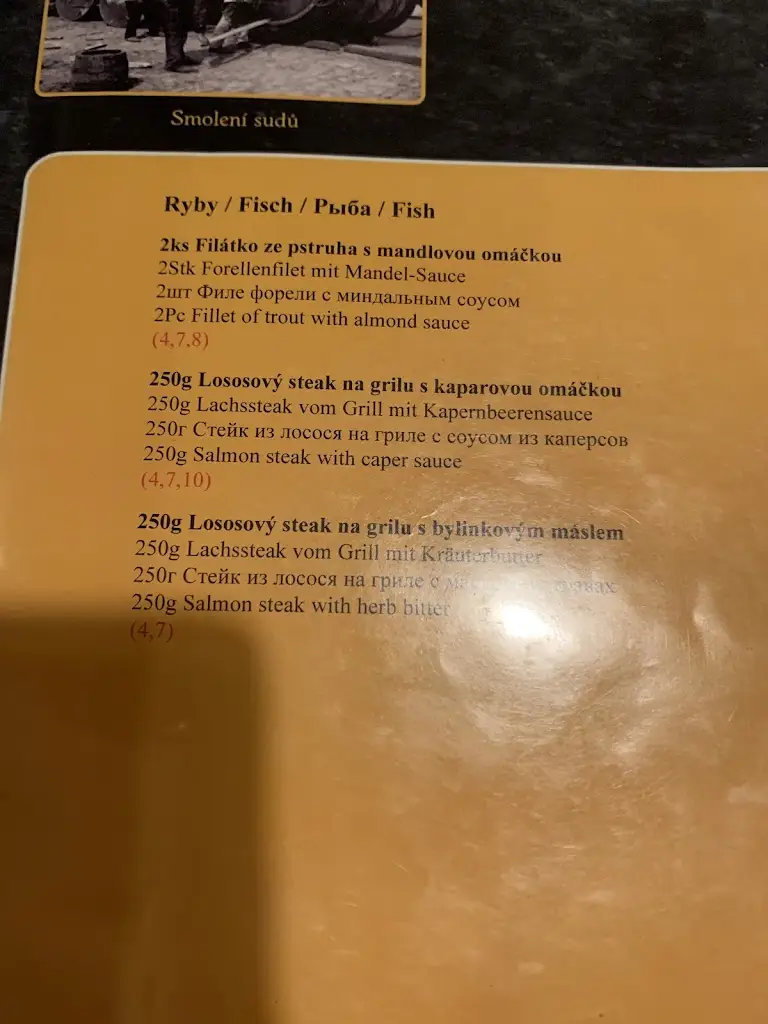 Smolení sudů
Ryby / Fisch / Рыба / Fish
2ks Filátko ze pstruha s mandlovou omáčkou
2Stk Forellenfilet mit Mandel-Sauce
2шт Филе форели с миндальным соусом
2Pc Fillet of trout with almond sauce
(4,7,8)
250g Lososový steak na grilu s kaparovou omáčkou
250g Lachssteak vom Grill mit Kapernbeerensauce
250г Стейк из лосося на гриле с соусом из каперсов
250g Salmon steak with caper sauce
(4,7,10)
250g Lososový steak na grilu s bylinkovým máslem
250g Lachssteak vom Grill mit Kräuterbutter
250г Стейк из лосося на гриле с
250g Salmon steak with herb bitter
(4,7)